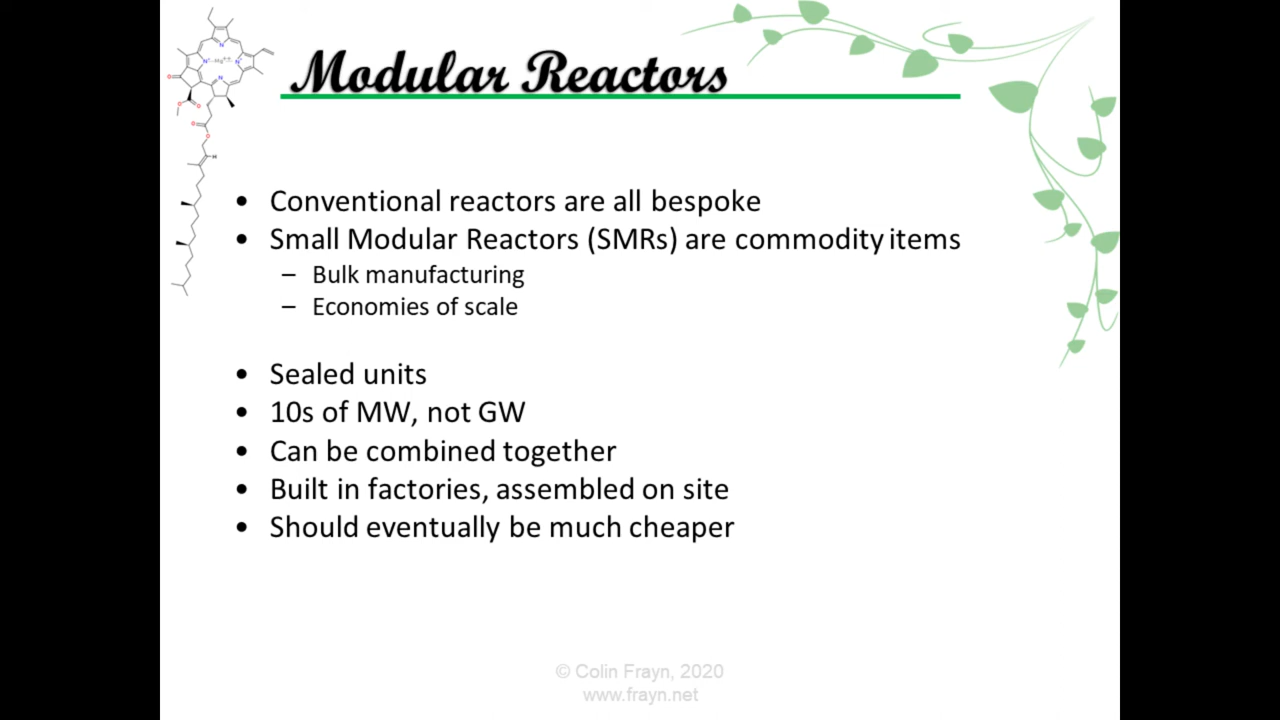 Modular Reactors
• Conventional reactors are all bespoke
• Small Modular Reactors (SMRs) are commodity items
– Bulk manufacturing
– Economies of scale
• Sealed units
• 10s of MW, not GW
• Can be combined together
• Built in factories, assembled on site
• Should eventually be much cheaper
© Colin Frayn, 2020
www.frayn.net